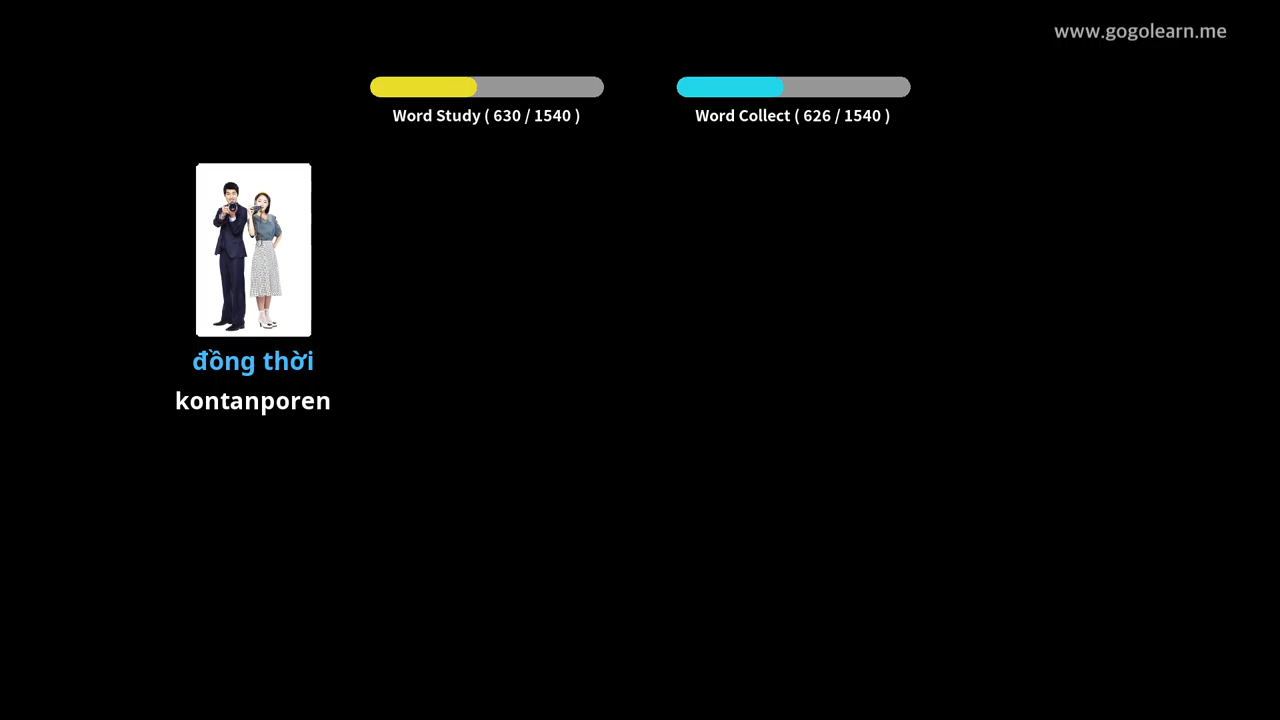 www.gogolearn.me
Word Study ( 630 / 1540 )
Word Collect ( 626 / 1540 )
đồng thời
kontanporen